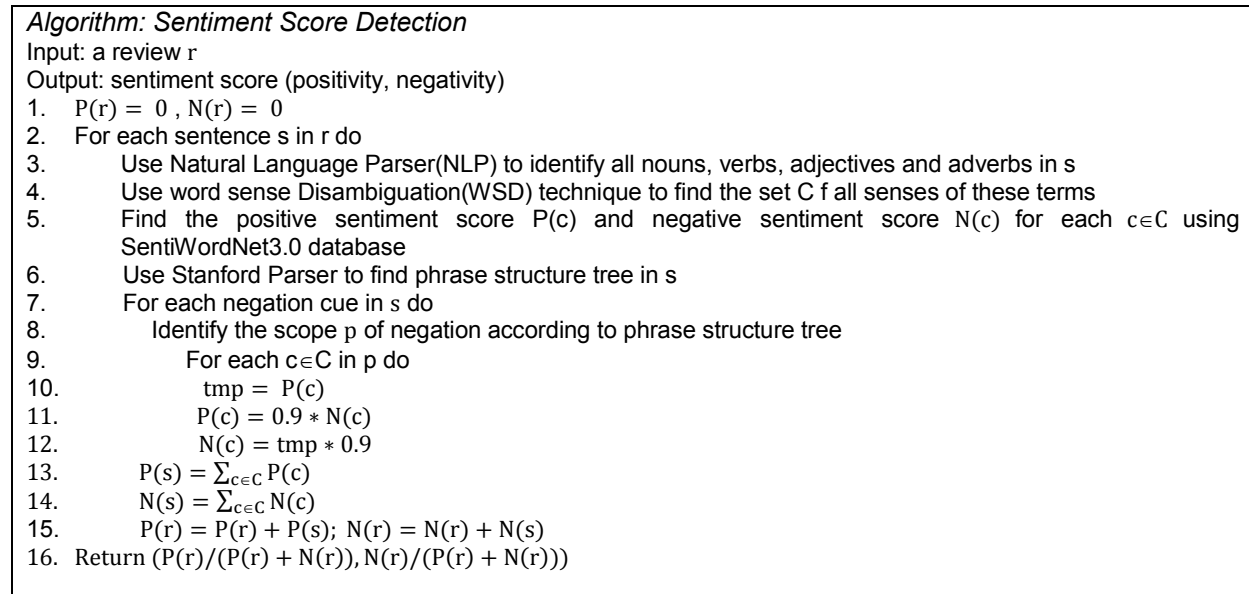 Algorithm: Sentiment Score Detection
Input: a review r
Output: sentiment score (positivity, negativity)
1. P(r) = 0 , N(r) = 0
2. For each sentence s in r do
3. Use Natural Language Parser(NLP) to identify all nouns, verbs, adjectives and adverbs in s
4. Use word sense Disambiguation(WSD) technique to find the set C f all senses of these terms
5. Find the positive sentiment score P(c) and negative sentiment score N(c) for each c∈C using
SentiWordNet3.0 database
6. Use Stanford Parser to find phrase structure tree in s
7. For each negation cue in s do
8. Identify the scope p of negation according to phrase structure tree
9. For each c∈C in p do
10. tmp = P(c)
11. P(c) = 0.9 * N(c)
12. N(c) = tmp * 0.9
13. P(s) = ∑c∈C P(c)
14. N(s) = ∑c∈C N(c)
15. P(r) = P(r) + P(s); N(r) = N(r) + N(s)
16. Return (P(r)/(P(r) + N(r)), N(r)/(P(r) + N(r)))